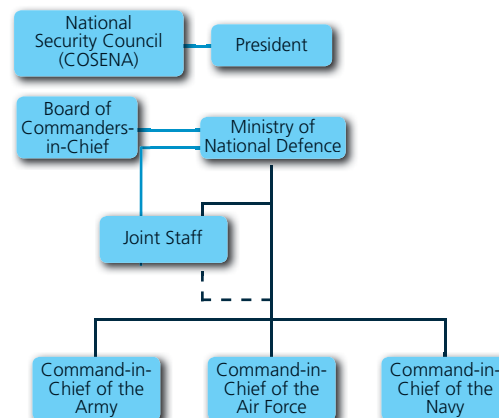 National
Security Council
(COSENA)
President
Board of
Commanders-
in-Chief
Ministry of
National Defence
Joint Staff
Command-in-
Chief of the
Army
Command-in-
Chief of the
Air Force
Command-in-
Chief of the
Navy